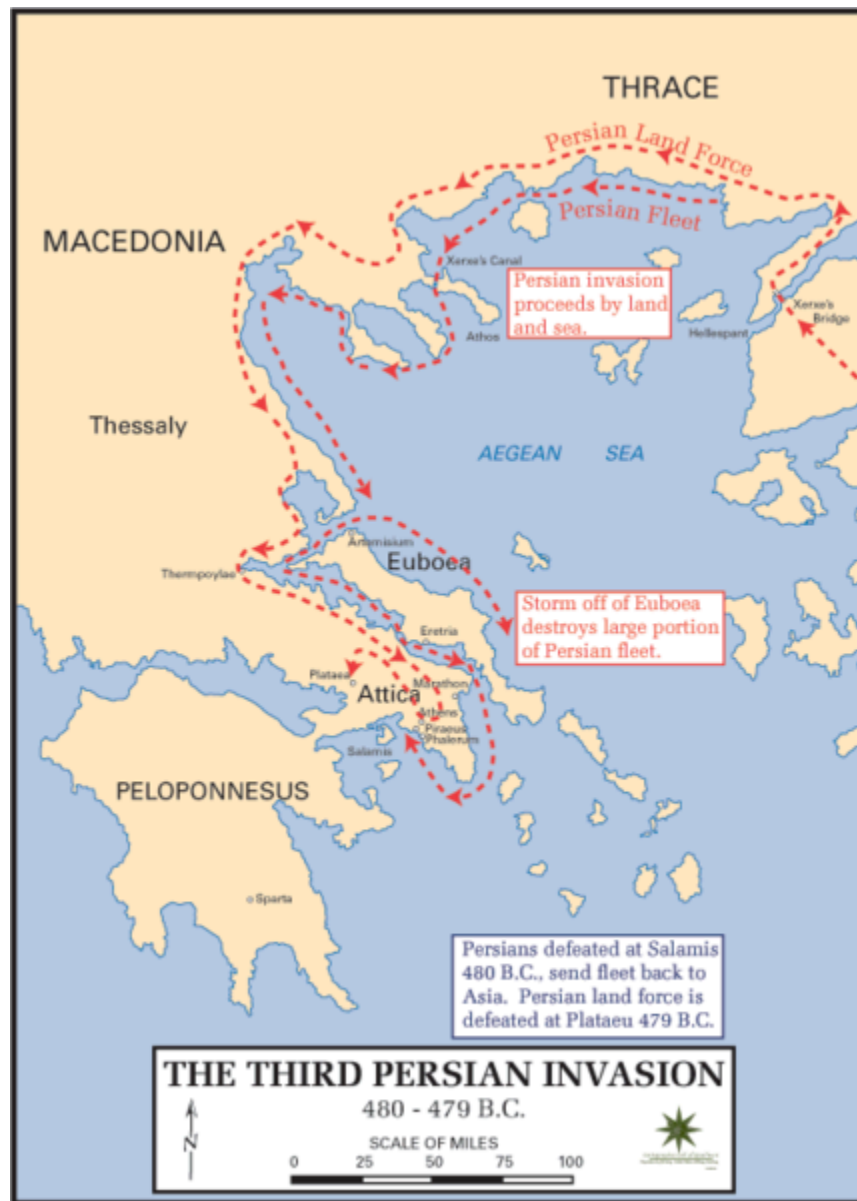 THRACE
Persian Land Force
Persian Fleet
MACEDONIA
Xerxe's Canal
Persian invasion
proceeds by land
and sea.
Athos
Hellespant
Xerxe's
Bridge
Thessaly
AEGEAN SEA
Artemisium
Euboea
Thermpoylae
Storm off of Euboea
destroys large portion
of Persian fleet.
Eretria
Plataea
Attica
Marathon
Athens
Piraeus
Phalerum
Salamis
PELOPONNESUS
Sparta
Persians defeated at Salamis
480 B.C., send fleet back to
Asia. Persian land force is
defeated at Plataeu 479 B.C.
THE THIRD PERSIAN INVASION
480 - 479 B.C.
N
SCALE OF MILES
0 25 50 75 100